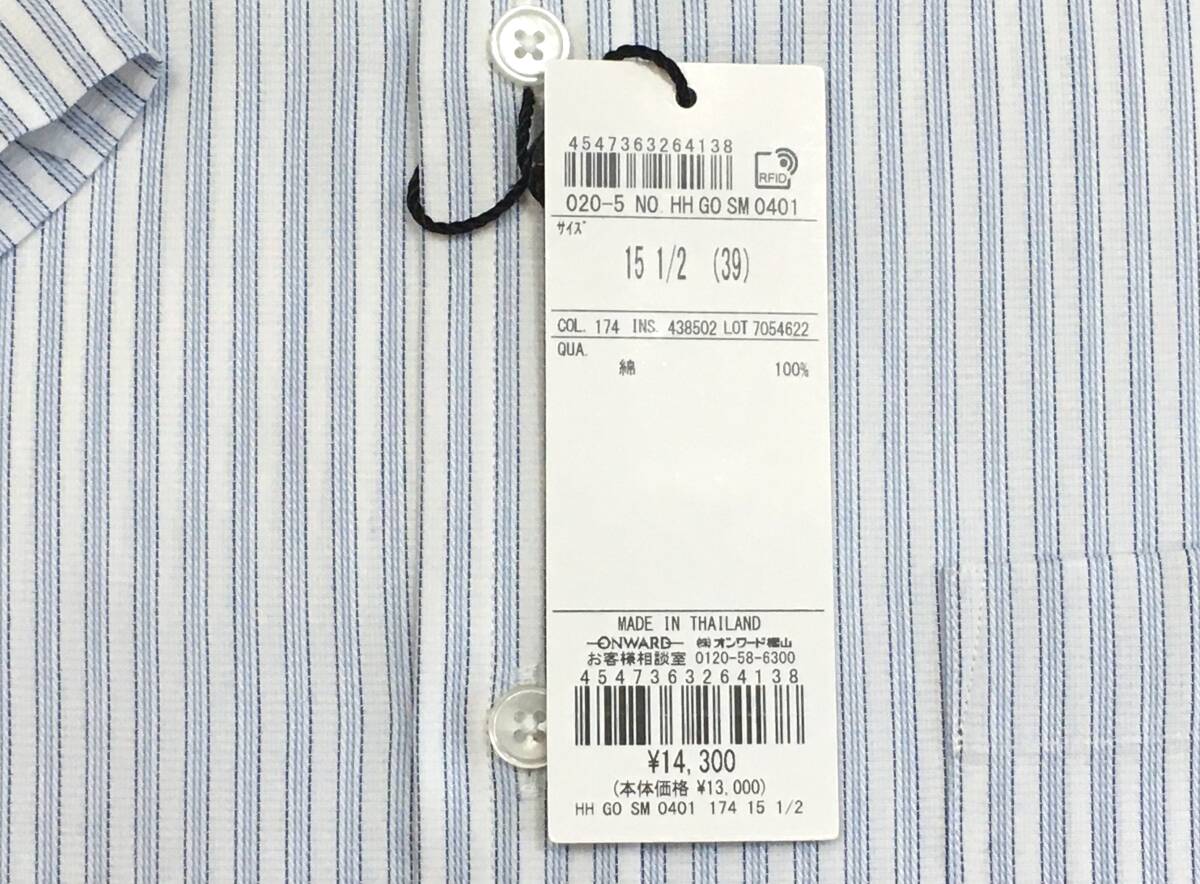 4547363264138
RFID
020-5 NO. HH GO SM 0401
サイズ
15 1/2 (39)
COL. 174 INS. 438502 LOT 7054622
QUA.
綿 100%
MADE IN THAILAND
ONWARD ㈱オンワード樫山
お客様相談室 0120-58-6300
4547363264138
¥14,300
(本体価格 ¥13,000)
HH GO SM 0401 174 15 1/2